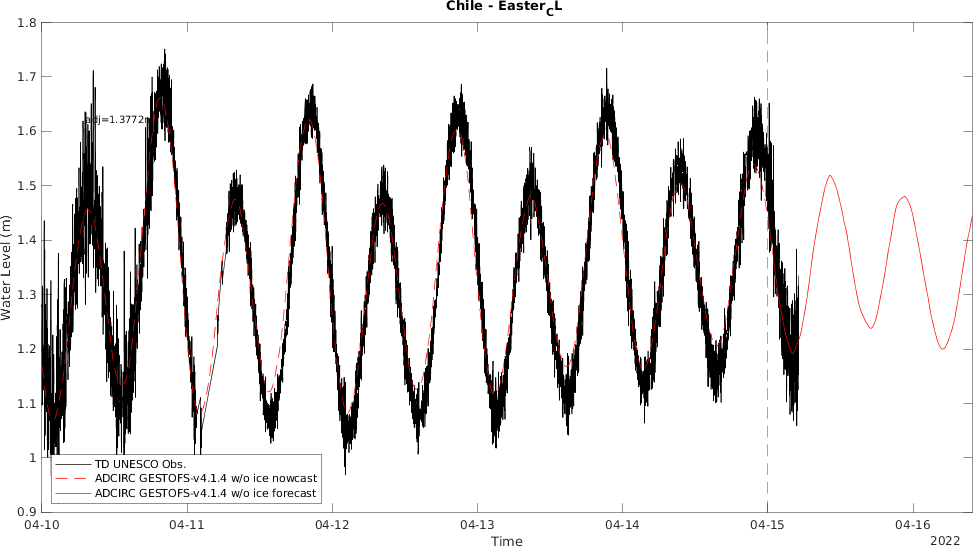 Chile - Easter_CL
1.8
1.7
1.6
1.5
1.4
1.3
1.2
1.1
1
0.9
Water Level (m)
adj=1.3772m
TD UNESCO Obs.
ADCIRC GESTOFS-v4.1.4 w/o ice nowcast
ADCIRC GESTOFS-v4.1.4 w/o ice forecast
04-10 04-11 04-12 04-13 04-14 04-15 04-16
Time
2022